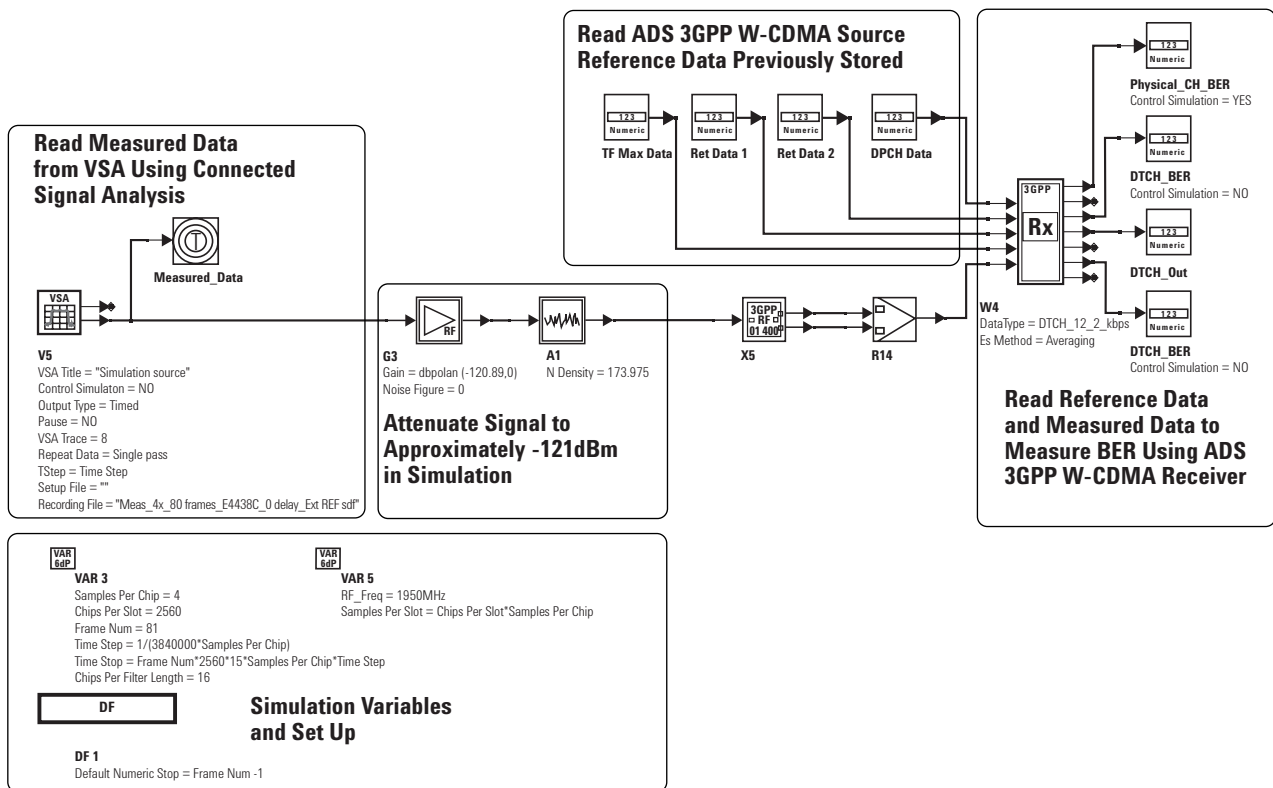 Read ADS 3GPP W-CDMA Source
Reference Data Previously Stored
123
Numeric
TF Max Data
123
Numeric
Ret Data 1
123
Numeric
Ret Data 2
123
Numeric
DPCH Data
123
Numeric
Physical_CH_BER
Control Simulation = YES
123
Numeric
DTCH_BER
Control Simulation = NO
123
Numeric
DTCH_Out
123
Numeric
DTCH_BER
Control Simulation = NO
3GPP
Rx
W4
DataType = DTCH_12_2_kbps
Es Method = Averaging
Read Reference Data
and Measured Data to
Measure BER Using ADS
3GPP W-CDMA Receiver
Read Measured Data
from VSA Using Connected
Signal Analysis
T
Measured_Data
VSA
V5
VSA Title = "Simulation source"
Control Simulaton = NO
Output Type = Timed
Pause = NO
VSA Trace = 8
Repeat Data = Single pass
TStep = Time Step
Setup File = ""
Recording File = "Meas_4x_80 frames_E4438C_0 delay_Ext REF sdf"
RF
G3
Gain = dbpolan (-120.89,0)
Noise Figure = 0
A1
N Density = 173.975
Attenuate Signal to
Approximately -121dBm
in Simulation
3GPP
RF
01 400
X5
R14
VAR
6dP
VAR 3
Samples Per Chip = 4
Chips Per Slot = 2560
Frame Num = 81
Time Step = 1/(3840000*Samples Per Chip)
Time Stop = Frame Num*2560*15*Samples Per Chip*Time Step
Chips Per Filter Length = 16
VAR
6dP
VAR 5
RF_Freq = 1950MHz
Samples Per Slot = Chips Per Slot*Samples Per Chip
DF
Simulation Variables
and Set Up
DF 1
Default Numeric Stop = Frame Num -1